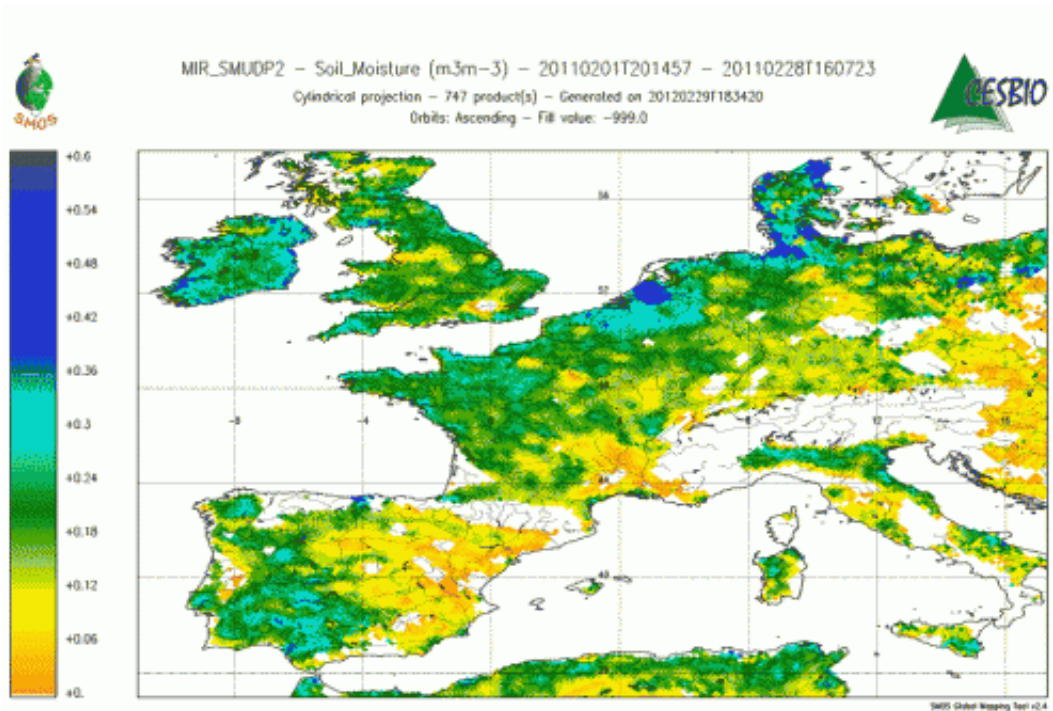 MIR_SMUDP2 - Soil_Moisture (m3m-3) - 20110201T201457 - 20110228T160723
Cylindrical projection - 747 product(s) - Generated on 20120229T183420
Orbits: Ascending - Fill value: -999.0
SMOS
CESBIO
+0.6
+0.54
+0.48
+0.42
+0.36
+0.3
+0.24
+0.18
+0.12
+0.06
+0.
56
52
-8
-4
12
40
SMOS Global Mapping Tool v2.4